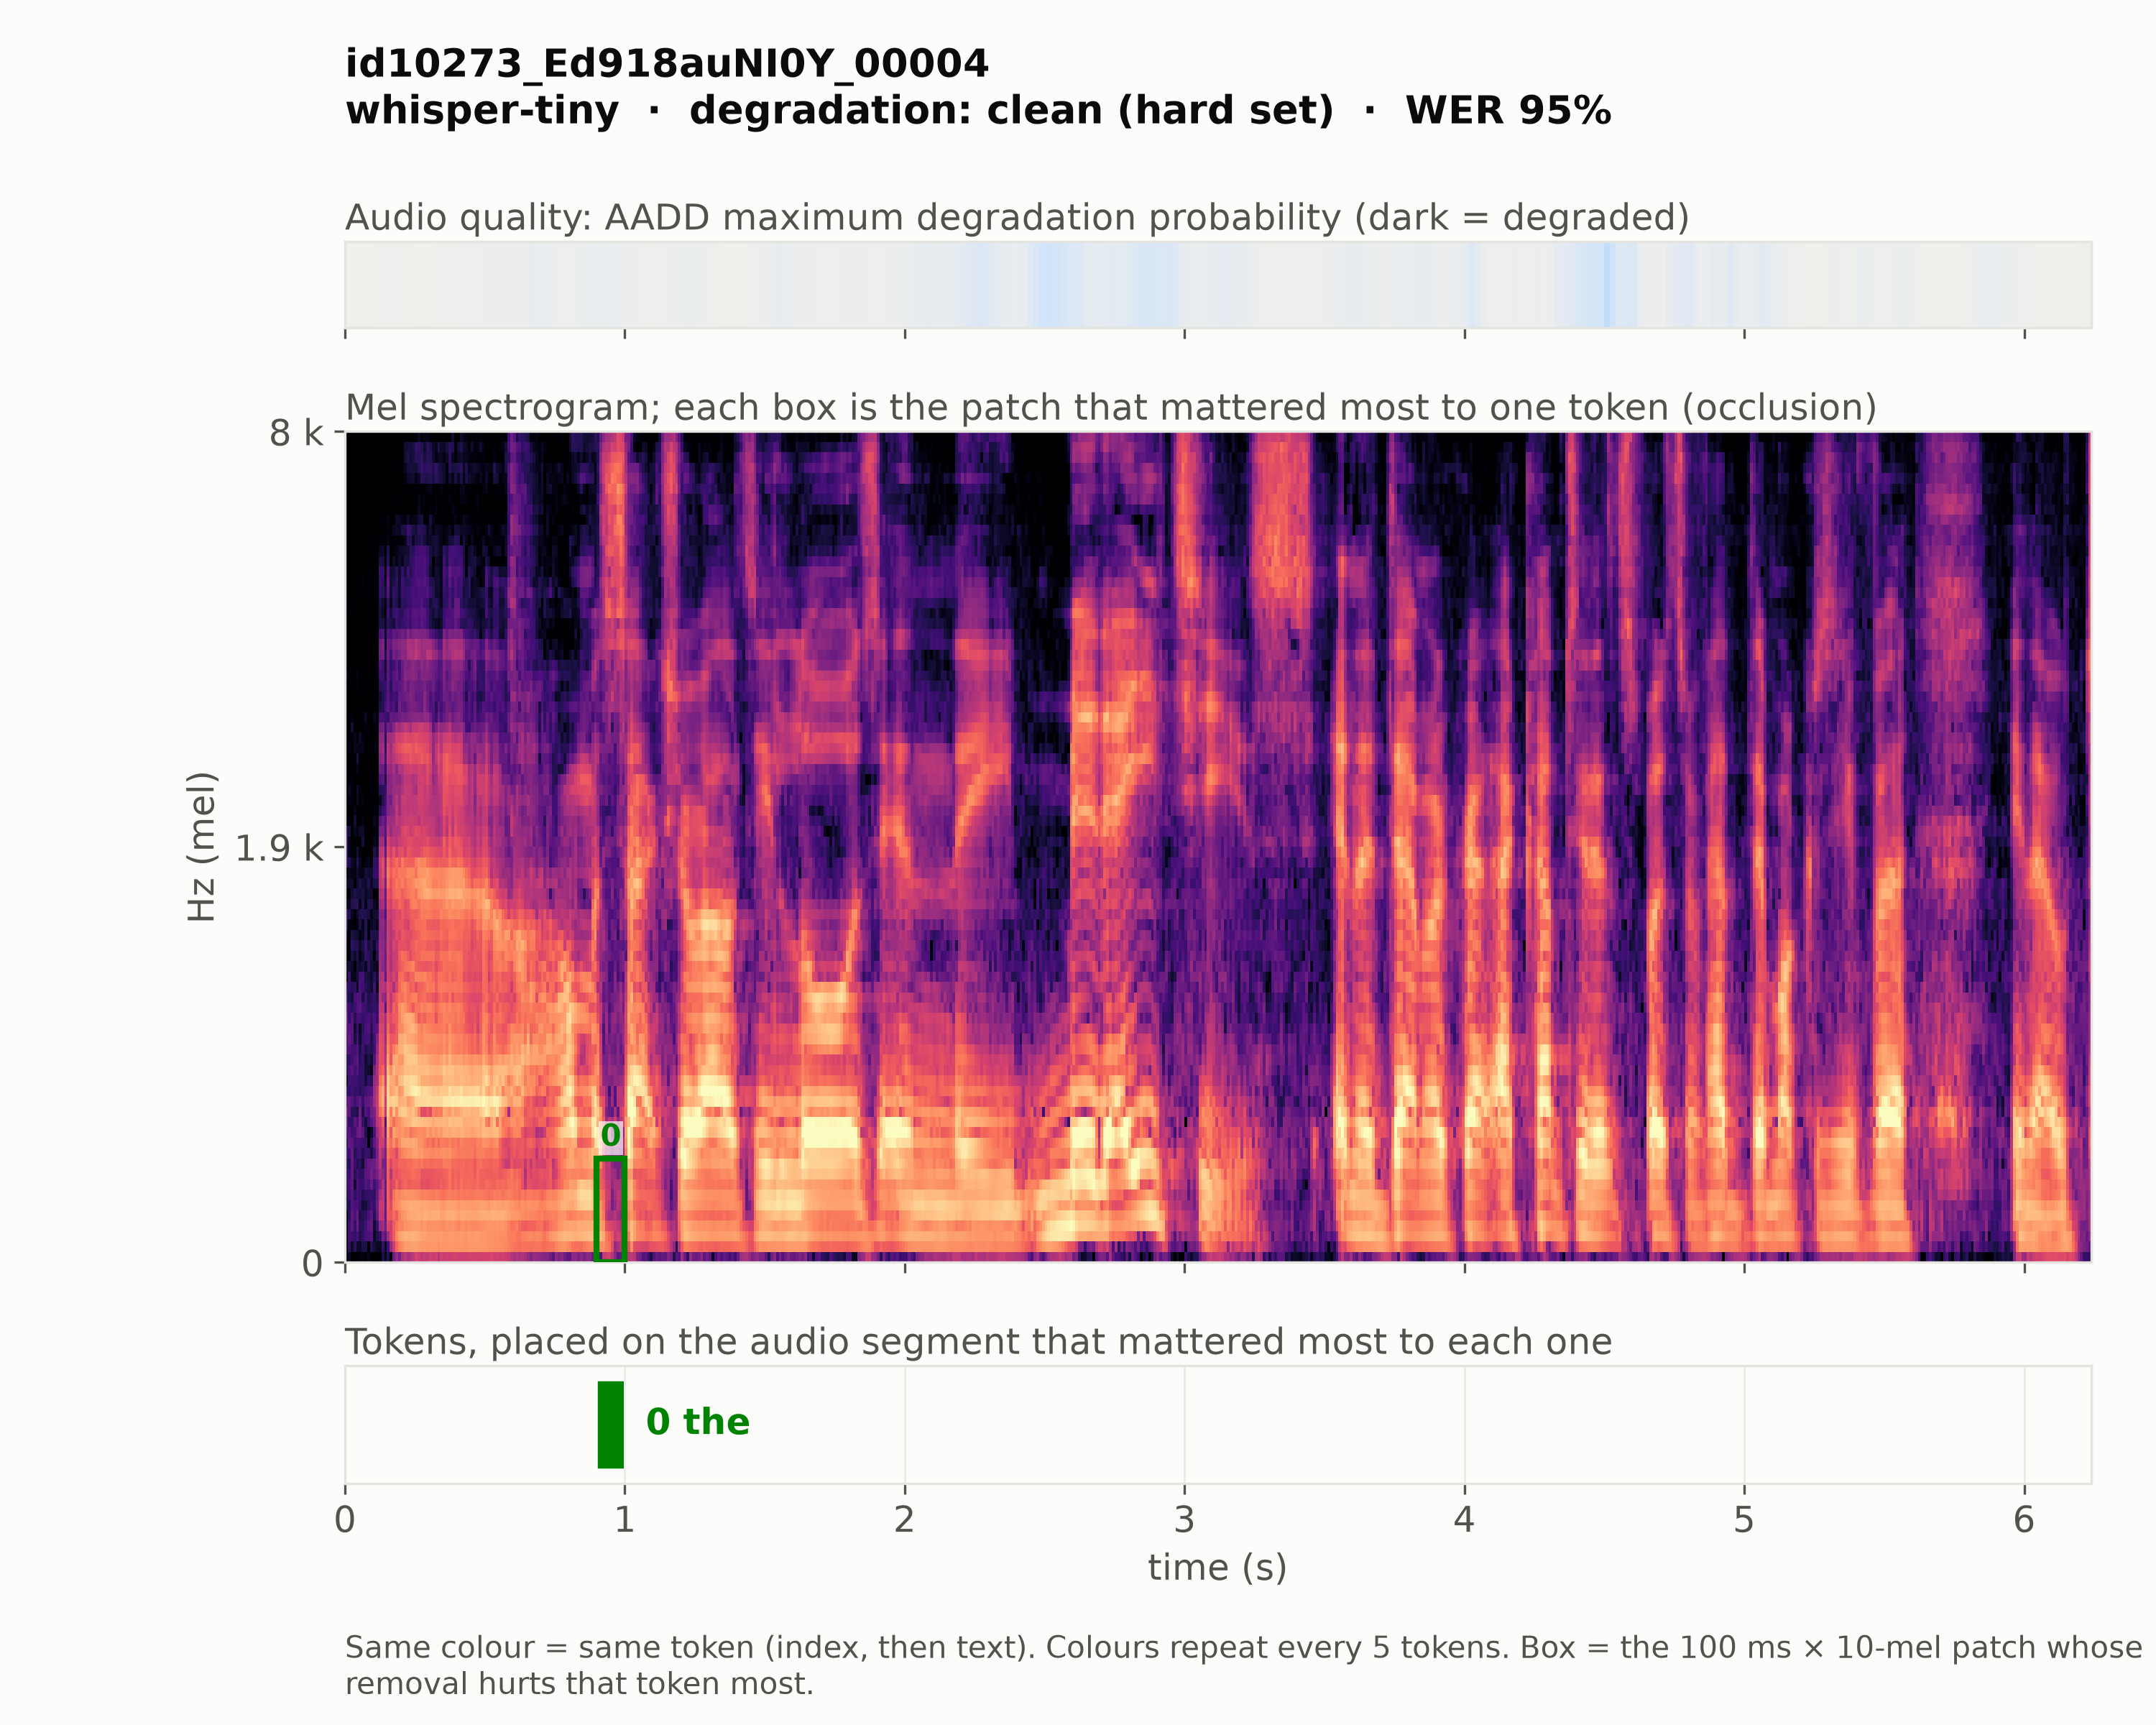 id10273_Ed918auNI0Y_00004
whisper-tiny · degradation: clean (hard set) · WER 95%
Audio quality: AADD maximum degradation probability (dark = degraded)
Mel spectrogram; each box is the patch that mattered most to one token (occlusion)
8 k
1.9 k
0
Hz (mel)
0
Tokens, placed on the audio segment that mattered most to each one
0 the
0 1 2 3 4 5 6
time (s)
Same colour = same token (index, then text). Colours repeat every 5 tokens. Box = the 100 ms × 10-mel patch whose
removal hurts that token most.